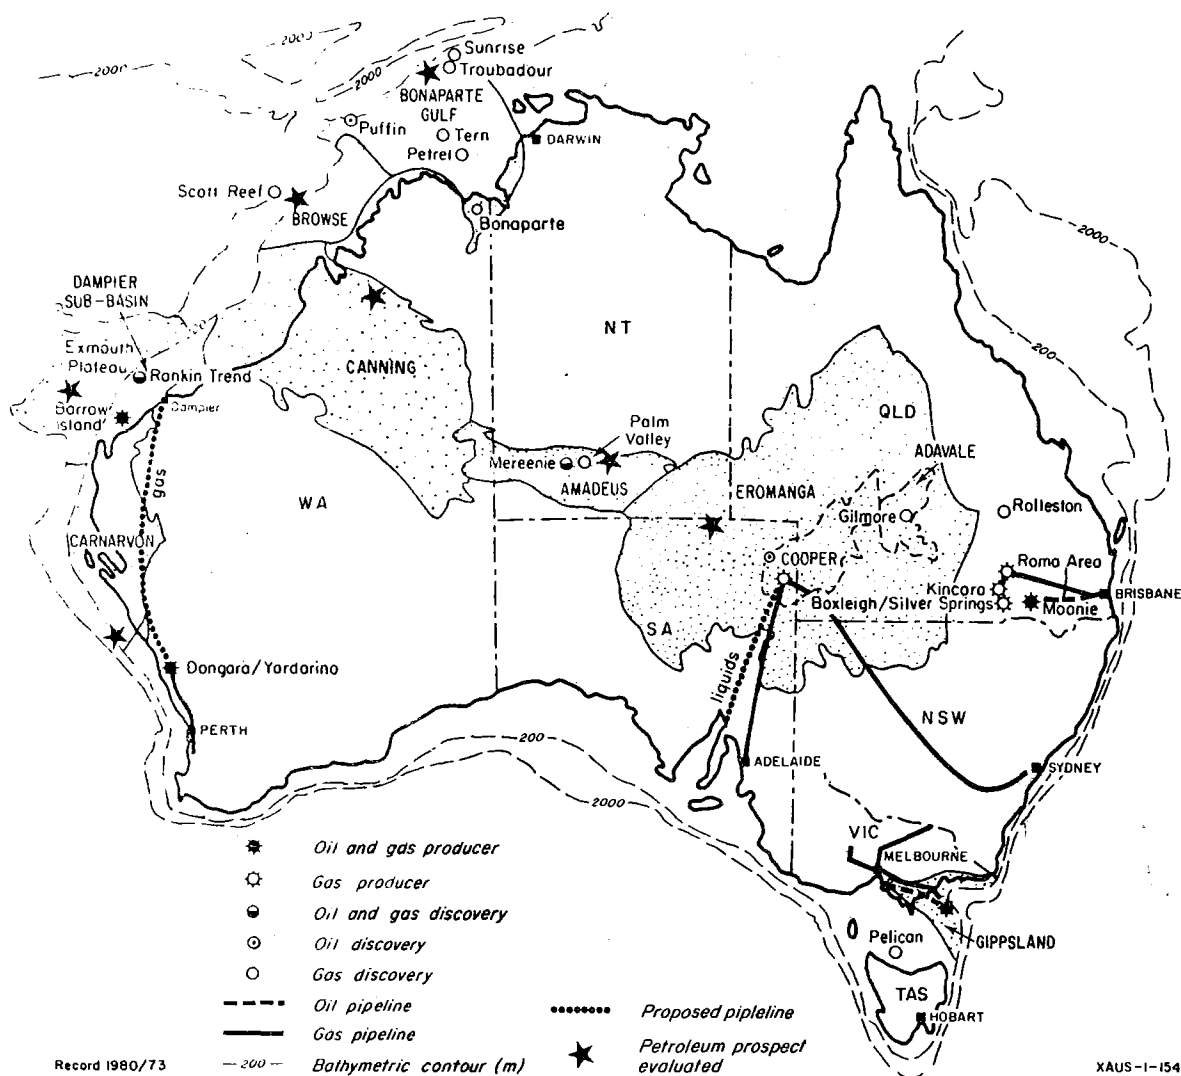 2000
2000
2000
Sunrise
Troubadour
BONAPARTE
GULF
Puffin
Tern
Petrel
DARWIN
Scott Reef
BROWSE
Bonaparte
2000
DAMPIER
SUB-BASIN
Exmouth
Plateau
Rankin Trend
Barrow
Island
Dampier
CANNING
NT
200
QLD
ADAVALE
Palm
Valley
Mereenie
AMADEUS
EROMANGA
Gilmore
Rolleston
gas
WA
CARNARVON
COOPER
Roma Area
Kincora
Boxleigh/Silver Springs
Moonie
BRISBANE
SA
Dongara/Yardarino
liquids
NSW
PERTH
200
ADELAIDE
SYDNEY
2000
VIC
MELBOURNE
GIPPSLAND
Pelican
TAS
HOBART
Oil and gas producer
Gas producer
Oil and gas discovery
Oil discovery
Gas discovery
Oil pipeline
Gas pipeline
200 Bathymetric contour (m)
Proposed pipleline
Petroleum prospect
evaluated
Record 1980/73
XAUS-1-154